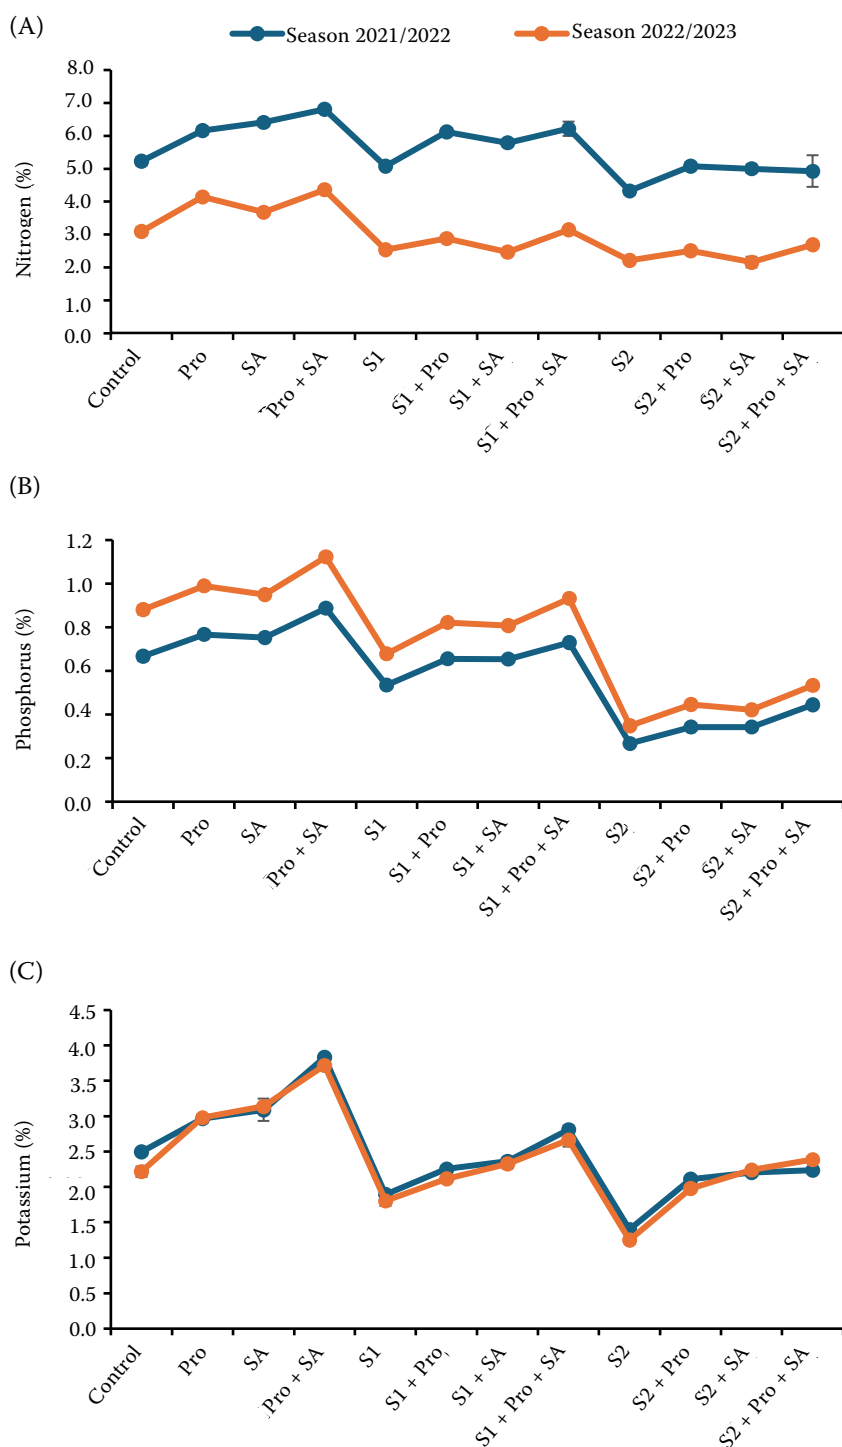 (A)
Season 2021/2022
Season 2022/2023
8.0
7.0
6.0
5.0
4.0
3.0
2.0
1.0
0.0
Nitrogen (%)
Control
Pro
SA
Pro + SA
S1
S1 + Pro
S1 + SA
S1 + Pro + SA
S2
S2 + Pro
S2 + SA
S2 + Pro + SA
(B)
1.2
1.0
0.8
0.6
0.4
0.2
0.0
Phosphorus (%)
Control
Pro
SA
Pro + SA
S1
S1 + Pro
S1 + SA
S1 + Pro + SA
S2
S2 + Pro
S2 + SA
S2 + Pro + SA
(C)
4.5
4.0
3.5
3.0
2.5
2.0
1.5
1.0
0.5
0.0
Potassium (%)
Control
Pro
SA
Pro + SA
S1
S1 + Pro
S1 + SA
S1 + Pro + SA
S2
S2 + Pro
S2 + SA
S2 + Pro + SA